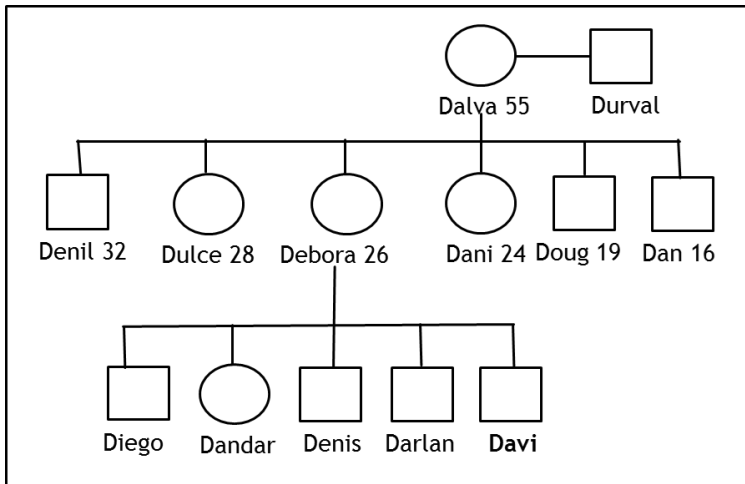 Dalva 55 Durval
Denil 32 Dulce 28 Debora 26 Dani 24 Doug 19 Dan 16
Diego Dandar Denis Darlan Davi